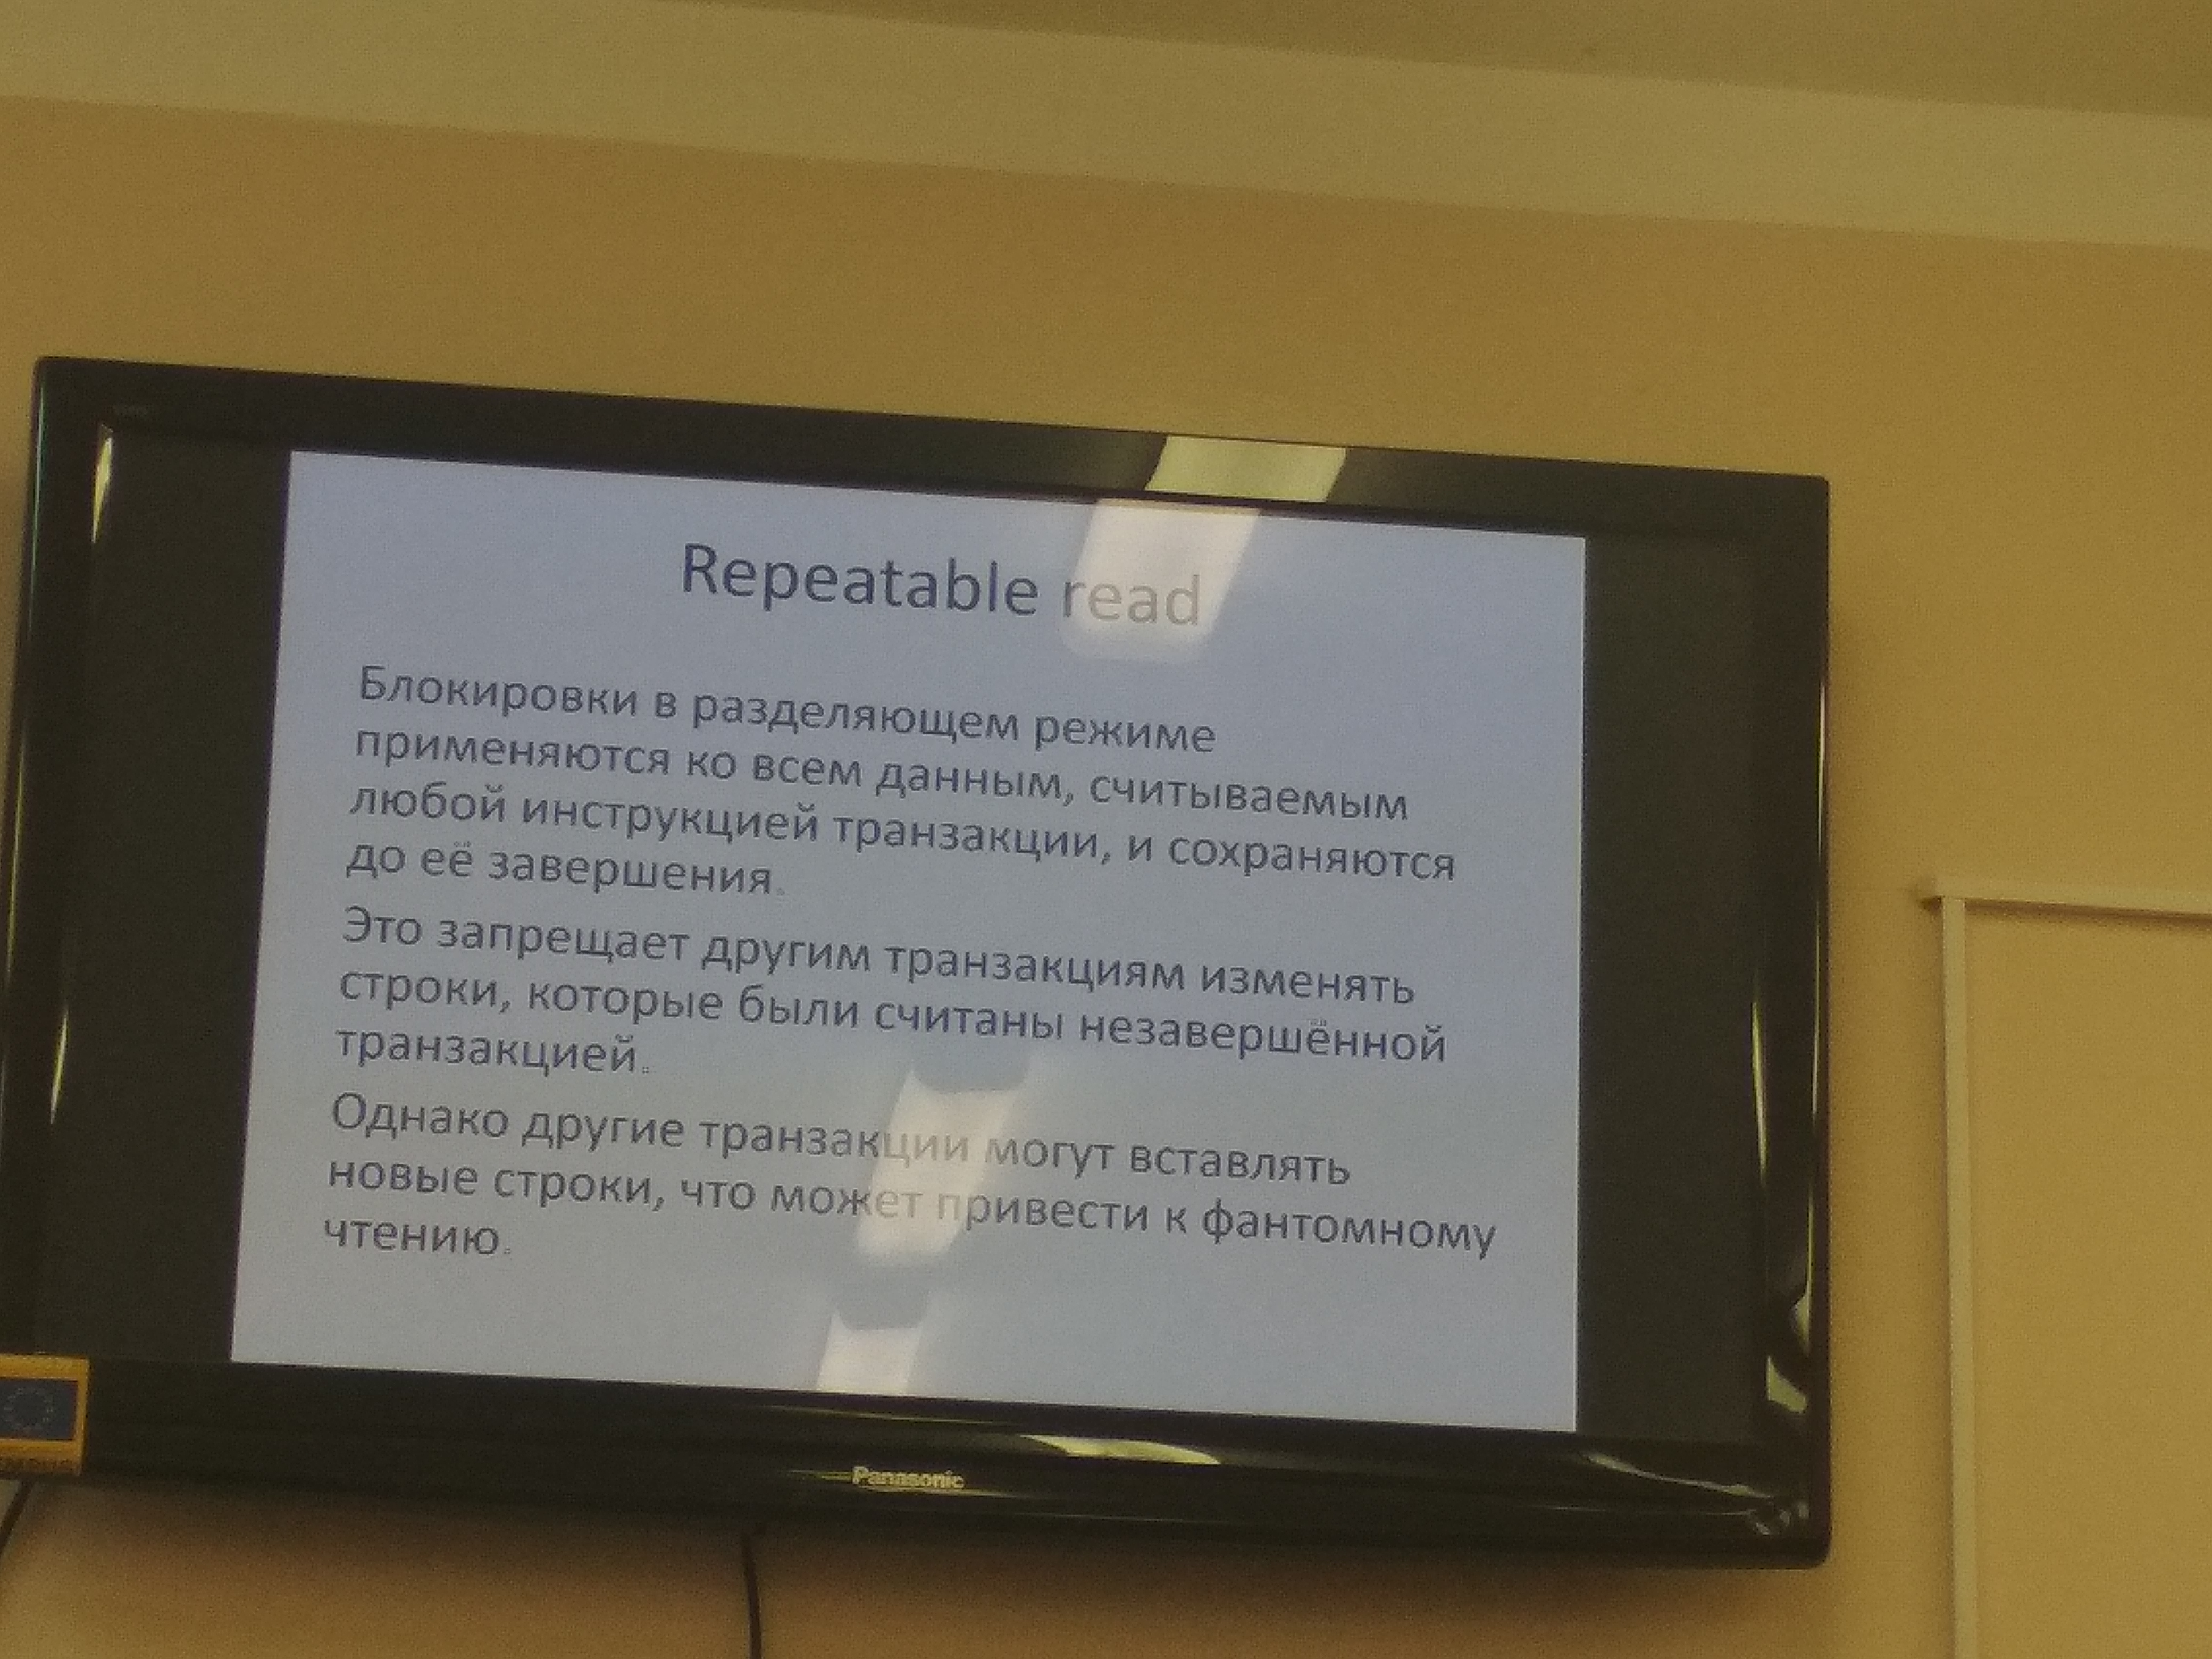 Repeatable read
Блокировки в разделяющем режиме
применяются ко всем данным, считываемым
любой инструкцией транзакции, и сохраняются
до её завершения.
Это запрещает другим транзакциям изменять
строки, которые были считаны незавершённой
транзакцией.
Однако другие транзакции могут вставлять
новые строки, что может привести к фантомному
чтению.
Panasonic